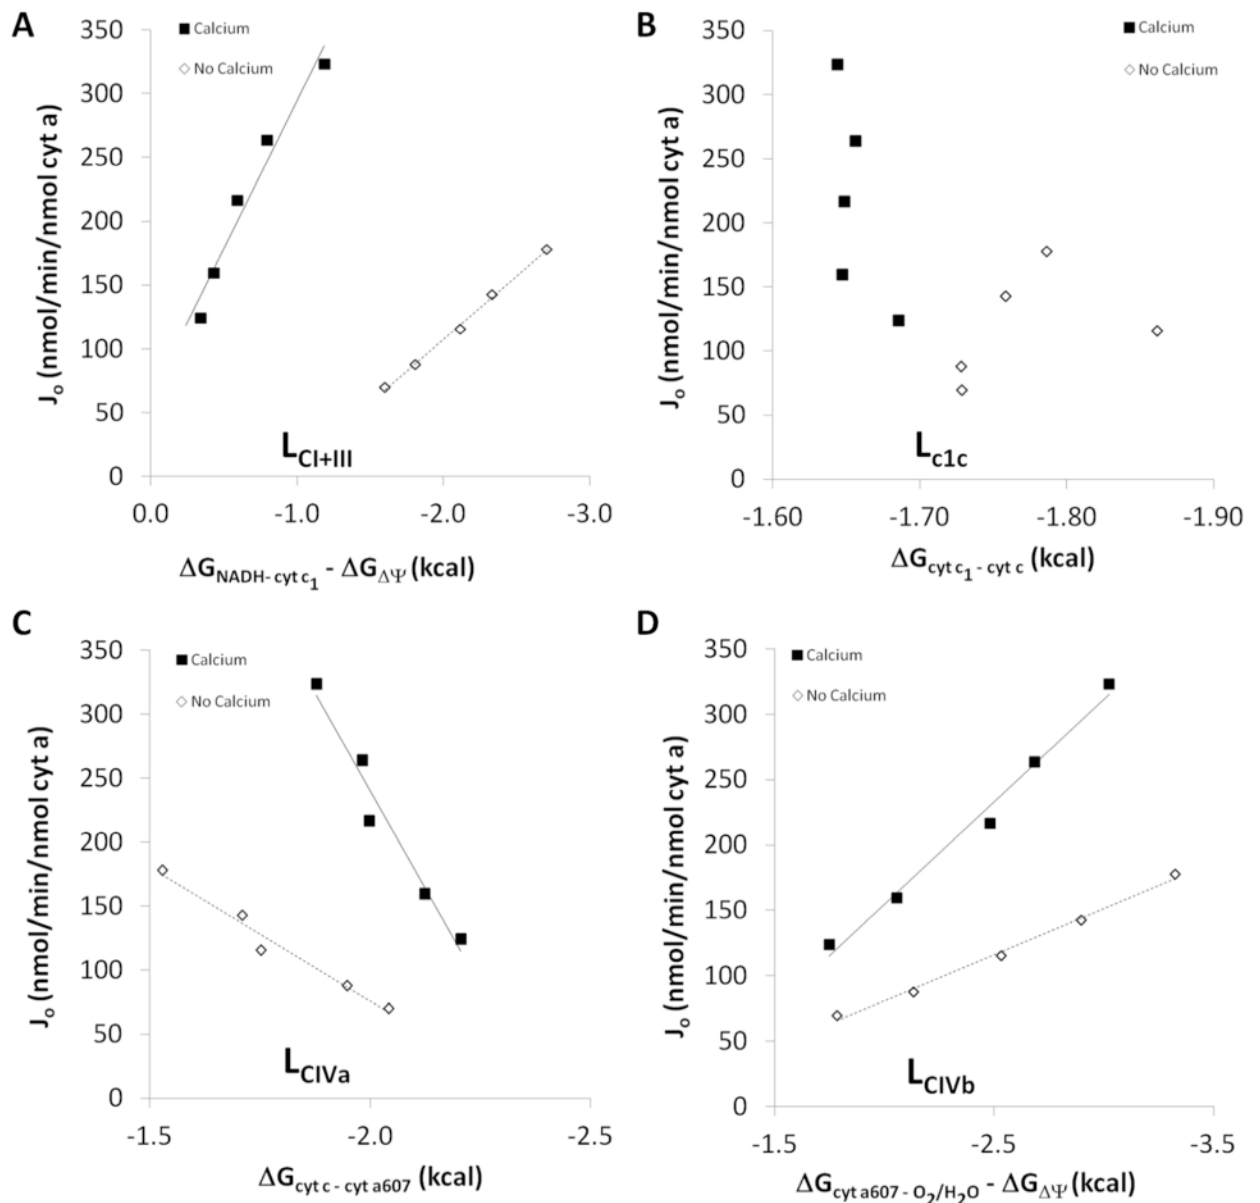 A
B
350
300
250
200
150
100
50
0
J₀ (nmol/min/nmol cyt a)
■ Calcium
◇ No Calcium
L_CI+III
0.0 -1.0 -2.0 -3.0
ΔG_NADH-cyt c₁ - ΔG_ΔΨ (kcal)
350
300
250
200
150
100
50
0
J₀ (nmol/min/nmol cyt a)
■ Calcium
◇ No Calcium
L_c1c
-1.60 -1.70 -1.80 -1.90
ΔG_cyt c₁ - cyt c (kcal)
C
D
350
300
250
200
150
100
50
0
J₀ (nmol/min/nmol cyt a)
■ Calcium
◇ No Calcium
L_CIVa
-1.5 -2.0 -2.5
ΔG_cyt c - cyt a607 (kcal)
350
300
250
200
150
100
50
0
J₀ (nmol/min/nmol cyt a)
■ Calcium
◇ No Calcium
L_CIVb
-1.5 -2.5 -3.5
ΔG_cyt a607 - O₂/H₂O - ΔG_ΔΨ (kcal)